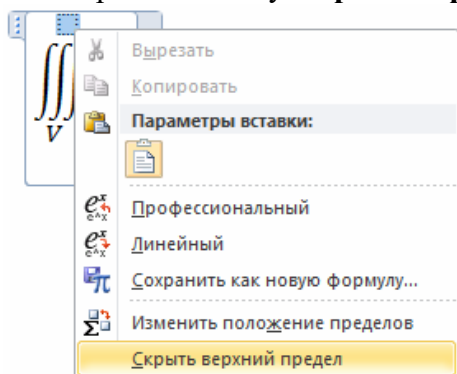 ∭
V
Вырезать
Копировать
Параметры вставки:
Профессиональный
Линейный
Сохранить как новую формулу...
Изменить положение пределов
Скрыть верхний предел